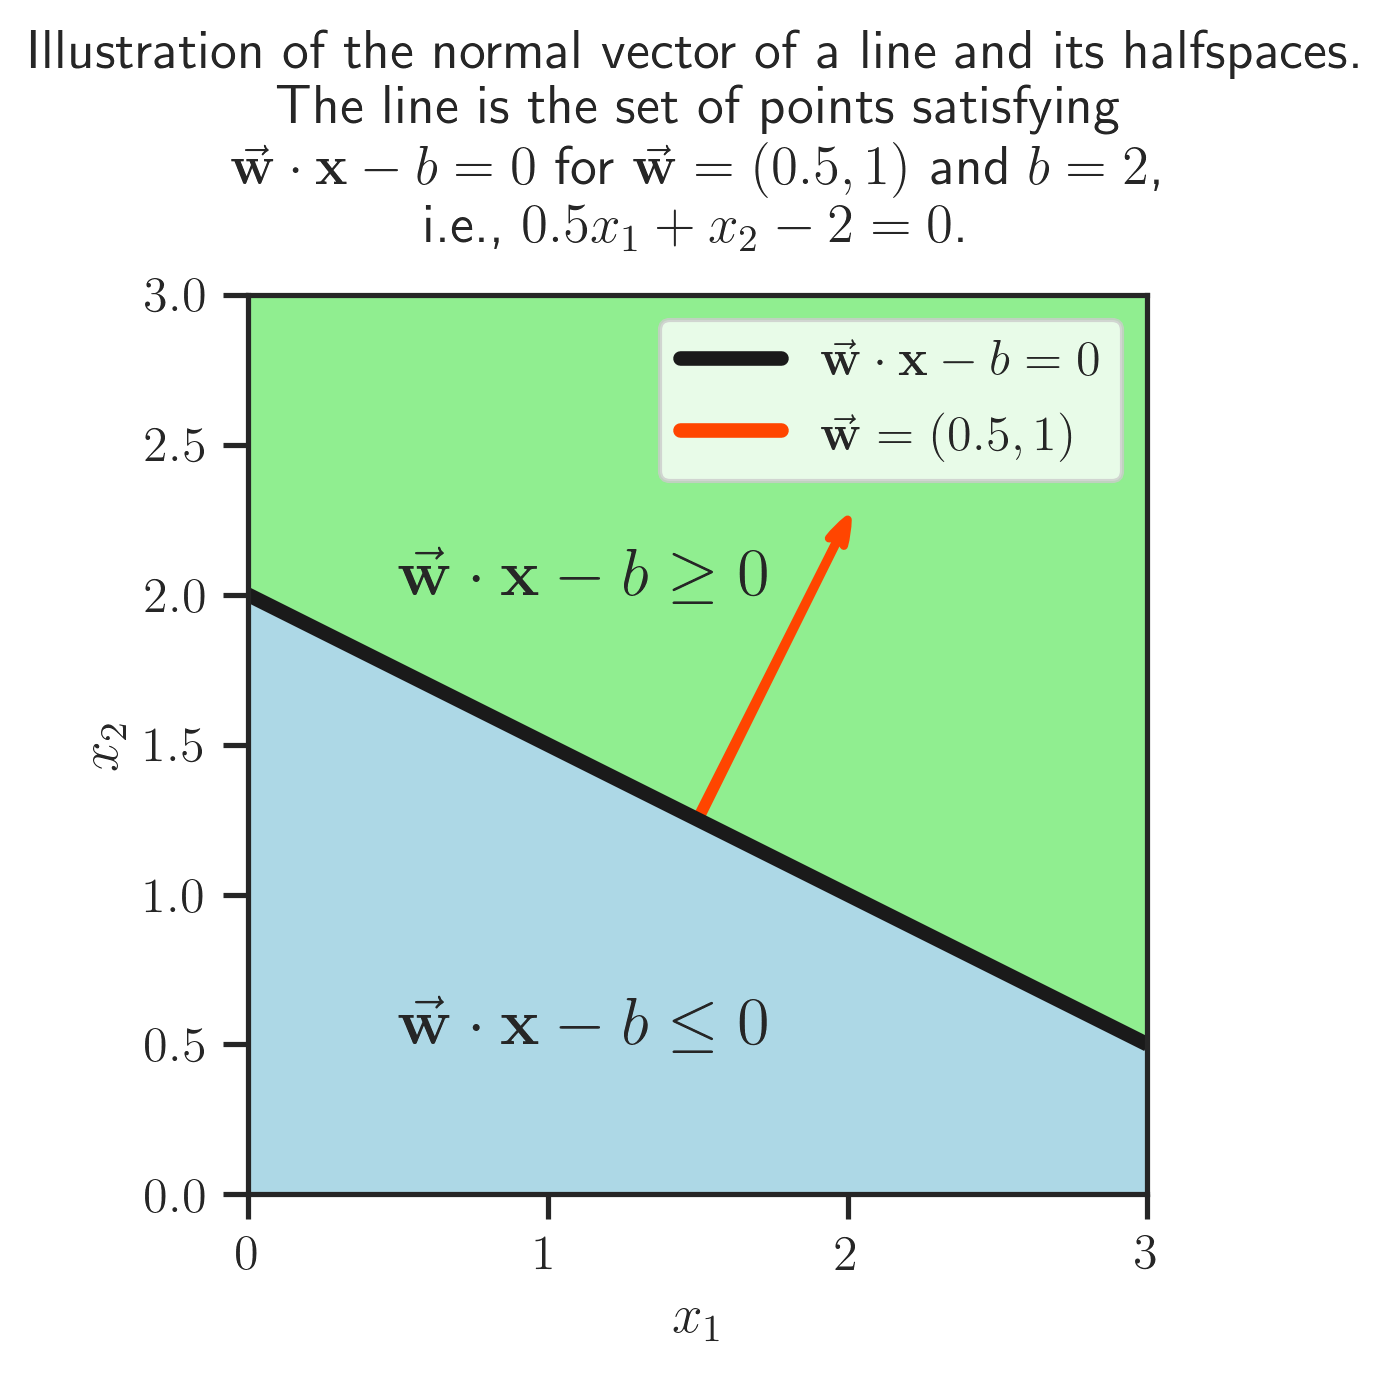 Illustration of the normal vector of a line and its halfspaces.
The line is the set of points satisfying
$\vec{\mathbf{w}} \cdot \mathbf{x} - b = 0$ for $\vec{\mathbf{w}} = (0.5, 1)$ and $b = 2$,
i.e., $0.5x_1 + x_2 - 2 = 0$.
3.0
$\vec{\mathbf{w}} \cdot \mathbf{x} - b = 0$
$\vec{\mathbf{w}} = (0.5, 1)$
2.5
$\vec{\mathbf{w}} \cdot \mathbf{x} - b \geq 0$
2.0
$x_2$
1.5
1.0
$\vec{\mathbf{w}} \cdot \mathbf{x} - b \leq 0$
0.5
0.0
0 1 2 3
$x_1$